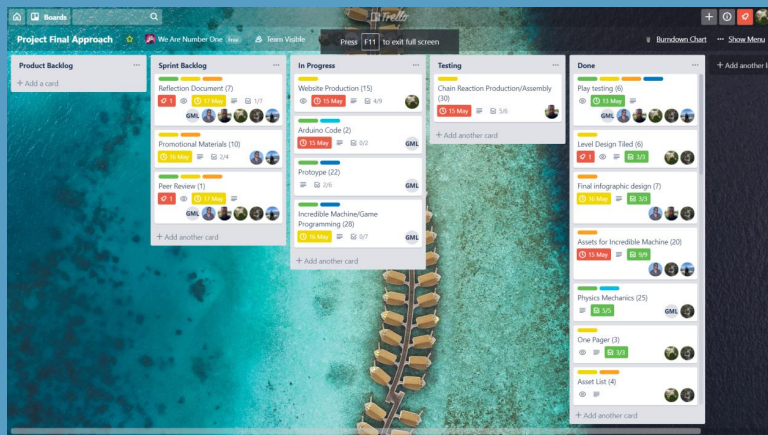 Boards
Trello
Project Final Approach
We Are Number One
Free
Team Visible
Press F11 to exit full screen
Burndown Chart
··· Show Menu
Product Backlog
···
+ Add a card
Sprint Backlog
···
Reflection Document (7)
1
17 May
1/7
GML
Promotional Materials (10)
16 May
2/4
Peer Review (1)
1
17 May
GML
+ Add another card
In Progress
···
Website Production (15)
15 May
4/9
Arduino Code (2)
15 May
0/2
GML
Protoype (22)
2/6
GML
Incredible Machine/Game
Programming (28)
16 May
0/7
GML
+ Add another card
Testing
···
Chain Reaction Production/Assembly
(30)
15 May
5/6
+ Add another card
Done
···
Play testing (6)
13 May
GML
Level Design Tiled (6)
1
3/3
Final infographic design (7)
10 May
3/3
Assets for Incredible Machine (20)
15 May
9/9
Physics Mechanics (25)
5/5
GML
One Pager (3)
3/3
Asset List (4)
+ Add another card
+ Add another li